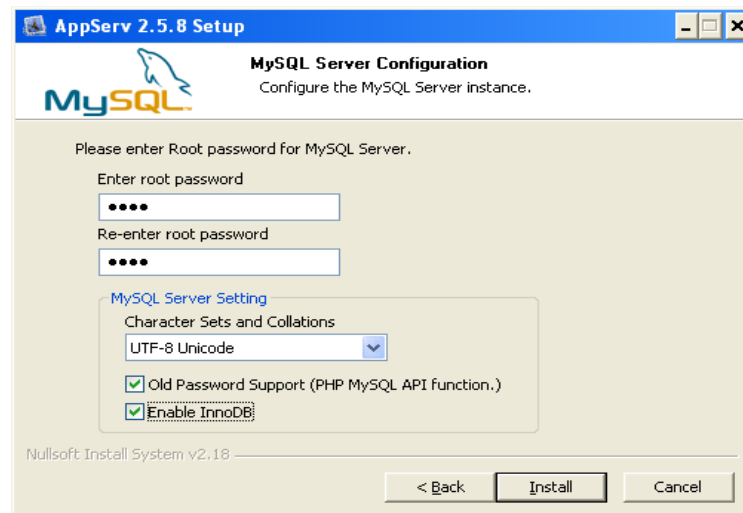 AppServ 2.5.8 Setup
MySQL
MySQL Server Configuration
Configure the MySQL Server instance.
Please enter Root password for MySQL Server.
Enter root password
••••
Re-enter root password
••••
MySQL Server Setting
Character Sets and Collations
UTF-8 Unicode
Old Password Support (PHP MySQL API function.)
Enable InnoDB
Nullsoft Install System v2.18
< Back Install Cancel